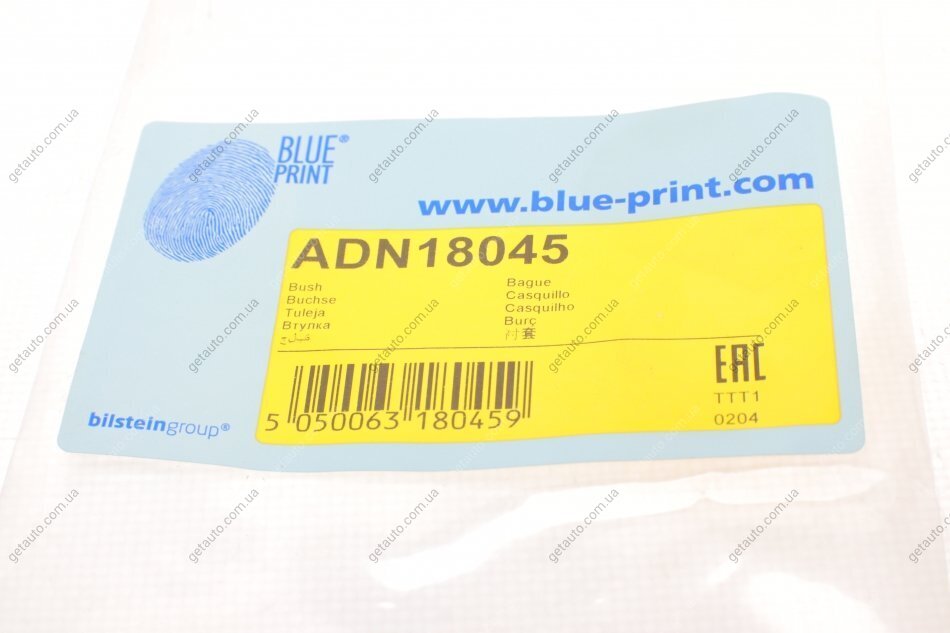 BLUE®
PRINT
www.blue-print.com
ADN18045
Bush
Buchse
Tuleja
Втулка
Bague
Casquillo
Casquilho
Burç
衬套
EAC
TTT1
0204
5 050063 180459
bilsteingroup®
getauto.com.ua